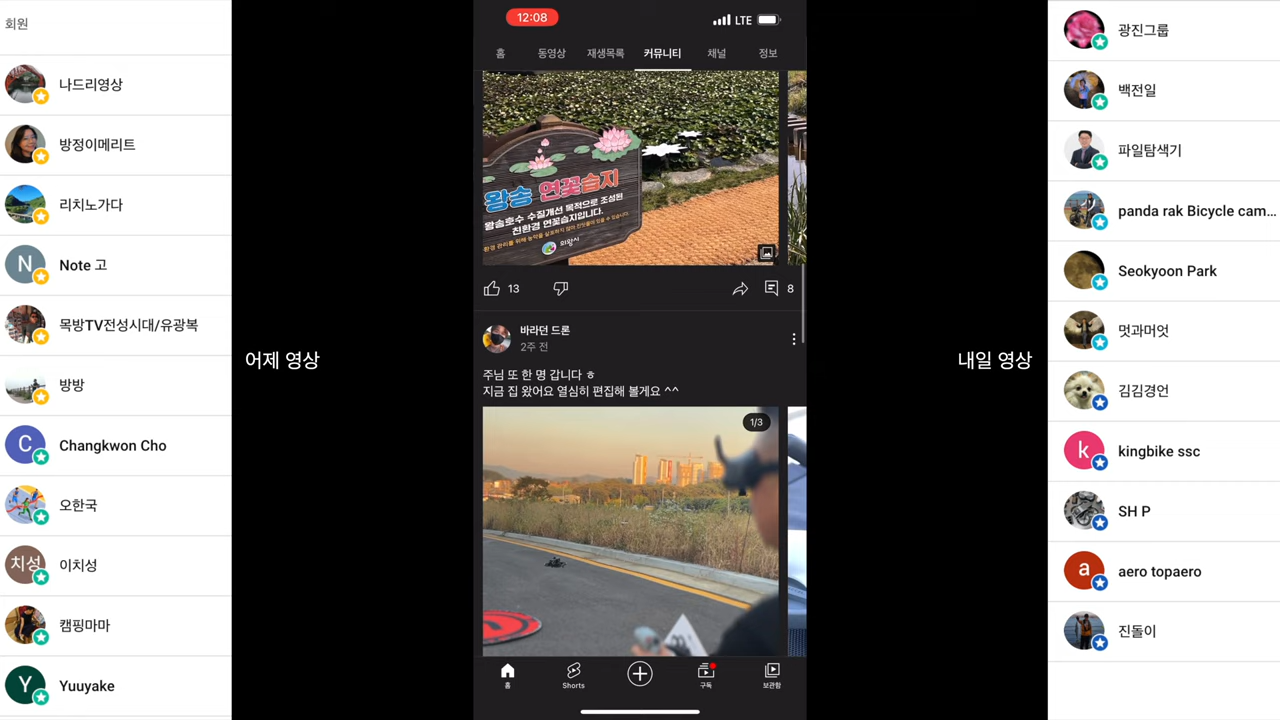 회원
나드리영상
방정이메리트
리치노가다
N
Note 고
목방TV전성시대/유광복
방방
C
Changkwon Cho
오한국
치성
이치성
캠핑마마
Y
Yuuyake
어제 영상
12:08
LTE
홈
동영상
재생목록
커뮤니티
채널
정보
왕송 연꽃습지
왕송호수 수질개선 목적으로 조성된
친환경 연꽃습지입니다.
의왕시
13
8
바라던 드론
2주 전
주님 또 한 명 갑니다 ㅎ
지금 집 왔어요 열심히 편집해 볼게요 ^^
1/3
홈
Shorts
구독
보관함
내일 영상
광진그룹
백전일
파일탐색기
panda rak Bicycle cam...
Seokyoon Park
멋과머엇
김김경언
k
kingbike ssc
SH P
a
aero topaero
진돌이